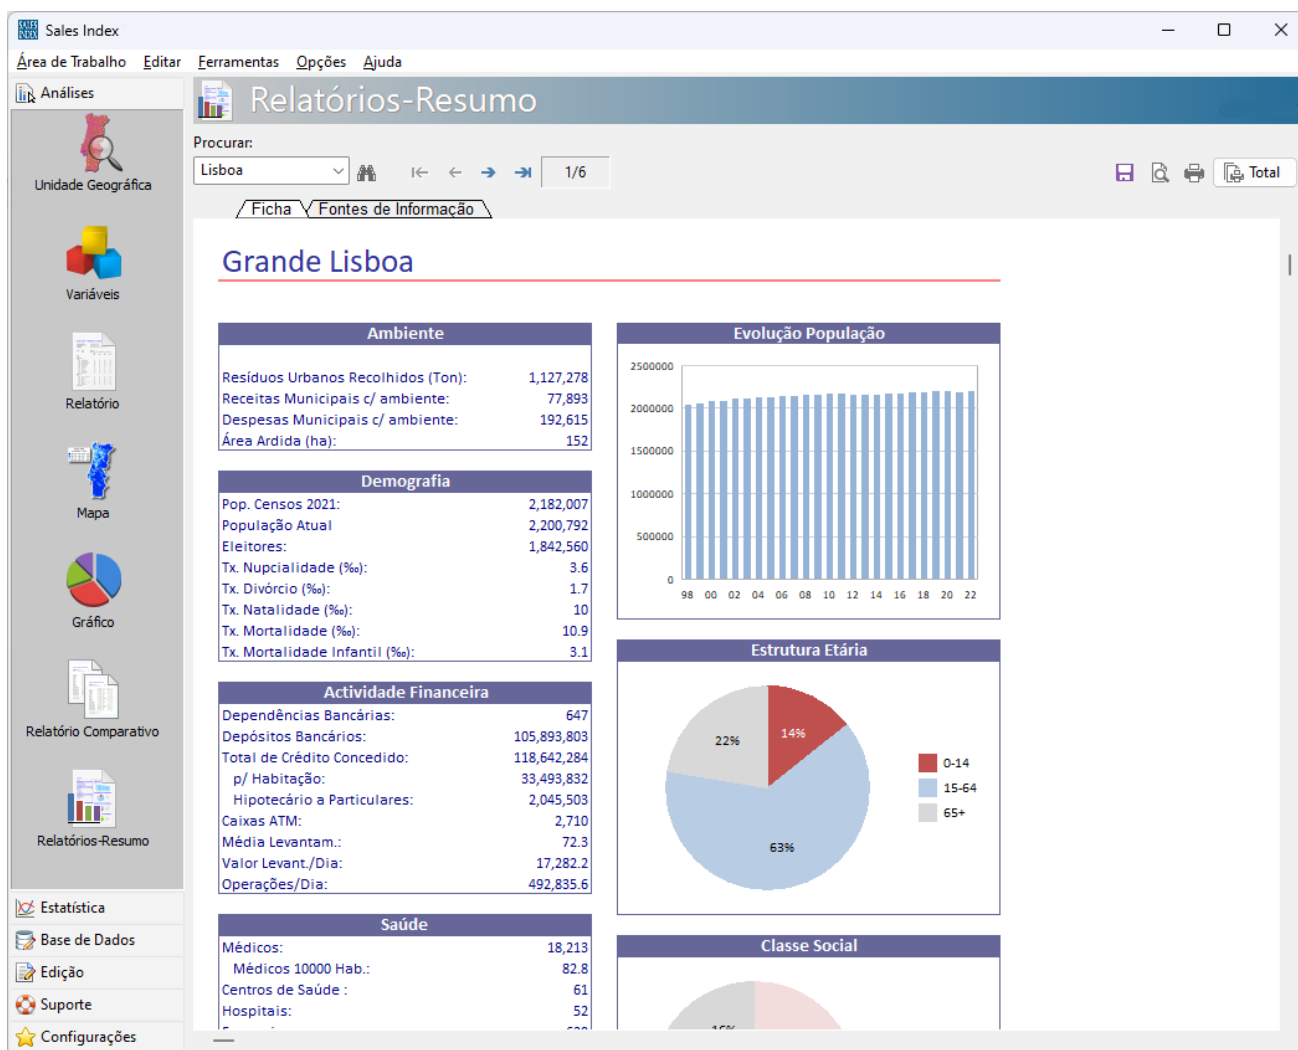 SALES INDEX
Sales Index
Área de Trabalho Editar Ferramentas Opções Ajuda
Análises
Relatórios-Resumo
Unidade Geográfica
Variáveis
Relatório
Mapa
Gráfico
Relatório Comparativo
Relatórios-Resumo
Estatística
Base de Dados
Edição
Suporte
Configurações
Procurar:
Lisboa 1/6 Total
Ficha Fontes de Informação
Grande Lisboa
Ambiente
Resíduos Urbanos Recolhidos (Ton): 1,127,278
Receitas Municipais c/ ambiente: 77,893
Despesas Municipais c/ ambiente: 192,615
Área Ardida (ha): 152
Demografia
Pop. Censos 2021: 2,182,007
População Atual 2,200,792
Eleitores: 1,842,560
Tx. Nupcialidade (‰): 3.6
Tx. Divórcio (‰): 1.7
Tx. Natalidade (‰): 10
Tx. Mortalidade (‰): 10.9
Tx. Mortalidade Infantil (‰): 3.1
Actividade Financeira
Dependências Bancárias: 647
Depósitos Bancários: 105,893,803
Total de Crédito Concedido: 118,642,284
p/ Habitação: 33,493,832
Hipotecário a Particulares: 2,045,503
Caixas ATM: 2,710
Média Levantam.: 72.3
Valor Levant./Dia: 17,282.2
Operações/Dia: 492,835.6
Saúde
Médicos: 18,213
Médicos 10000 Hab.: 82.8
Centros de Saúde : 61
Hospitais: 52
Evolução População
2500000
2000000
1500000
1000000
500000
0
98 00 02 04 06 08 10 12 14 16 18 20 22
Estrutura Etária
22%
14%
63%
0-14
15-64
65+
Classe Social